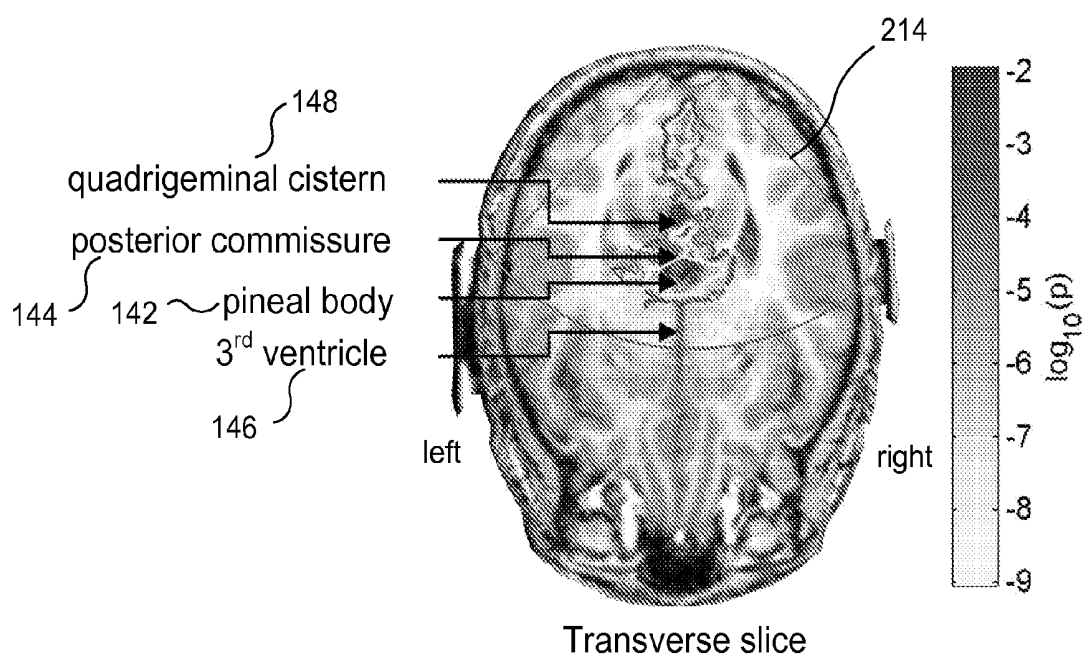 214
148
quadrigeminal cistern
posterior commissure
144 142 pineal body
3rd ventricle
146
left
right
-2
-3
-4
-5
-6
-7
-8
-9
log10(p)
Transverse slice